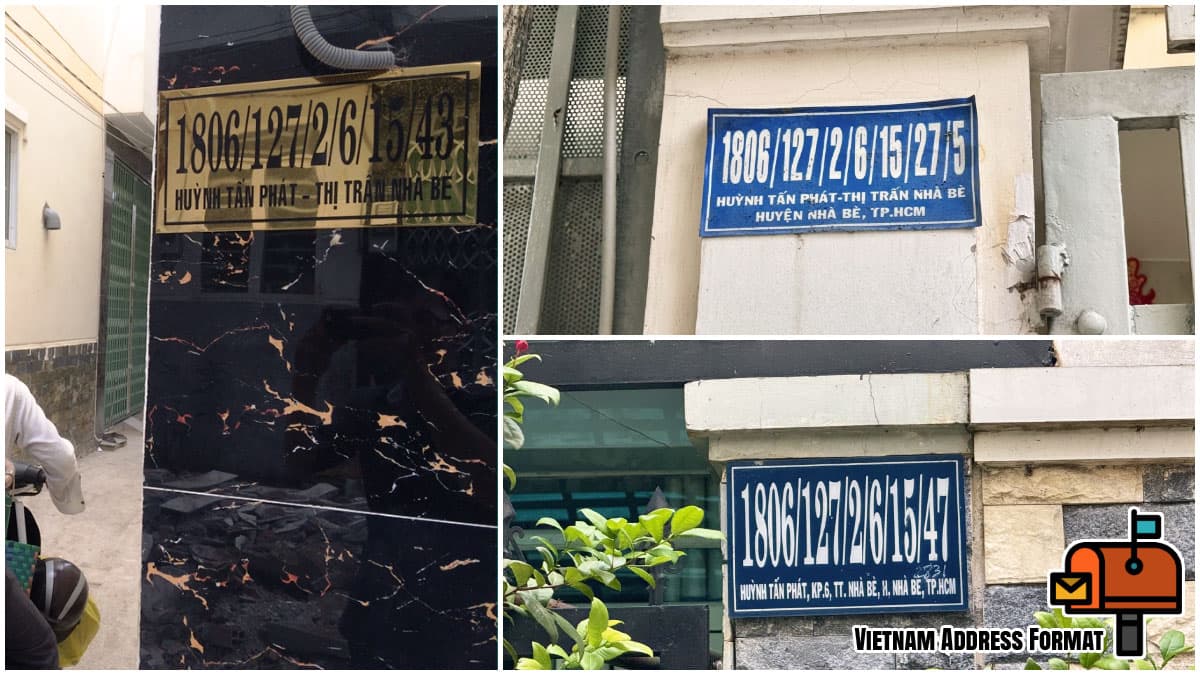 1806/127/2/6/15/43
HUỲNH TẤN PHÁT - THỊ TRẤN NHÀ BÈ
1806/127/2/6/15/27/5
HUỲNH TẤN PHÁT-THỊ TRẤN NHÀ BÈ
HUYỆN NHÀ BÈ, TP.HCM
1806/127/2/6/15/47
HUỲNH TẤN PHÁT, KP.6, TT. NHÀ BÈ, H. NHÀ BÈ, TP.HCM
VIETNAM ADDRESS FORMAT